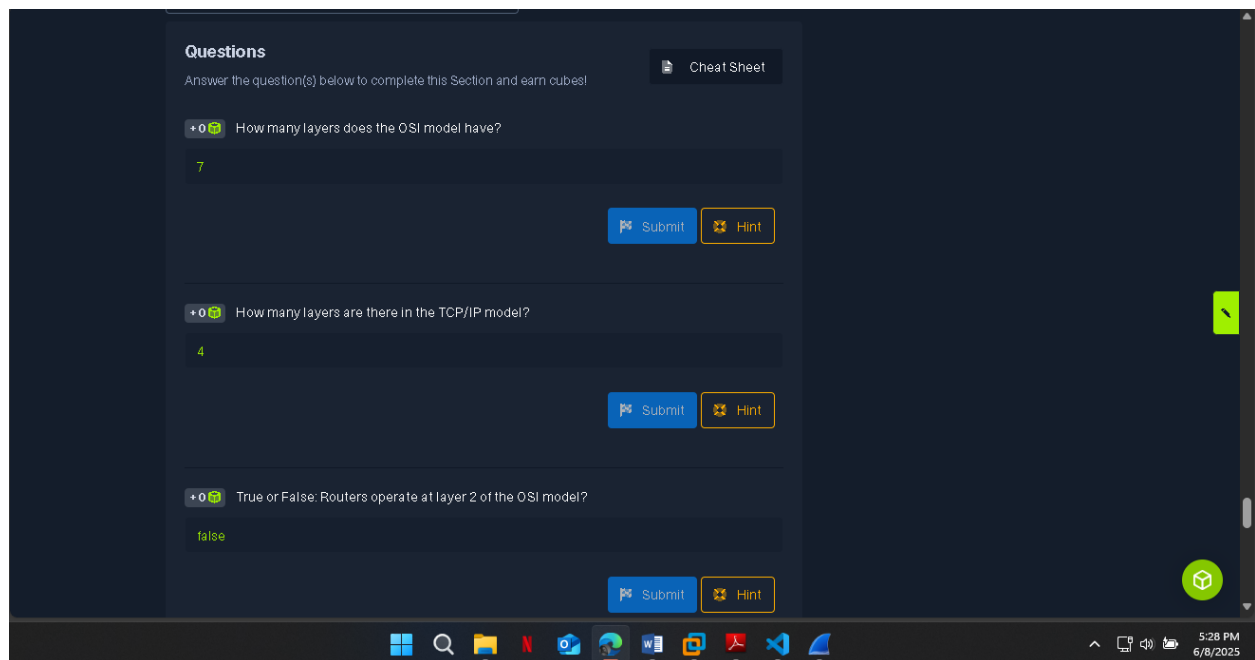 Questions
Cheat Sheet
Answer the question(s) below to complete this Section and earn cubes!
+ 0 How many layers does the OSI model have?
7
Submit Hint
+ 0 How many layers are there in the TCP/IP model?
4
Submit Hint
+ 0 True or False: Routers operate at layer 2 of the OSI model?
false
Submit Hint
5:28 PM
6/8/2025